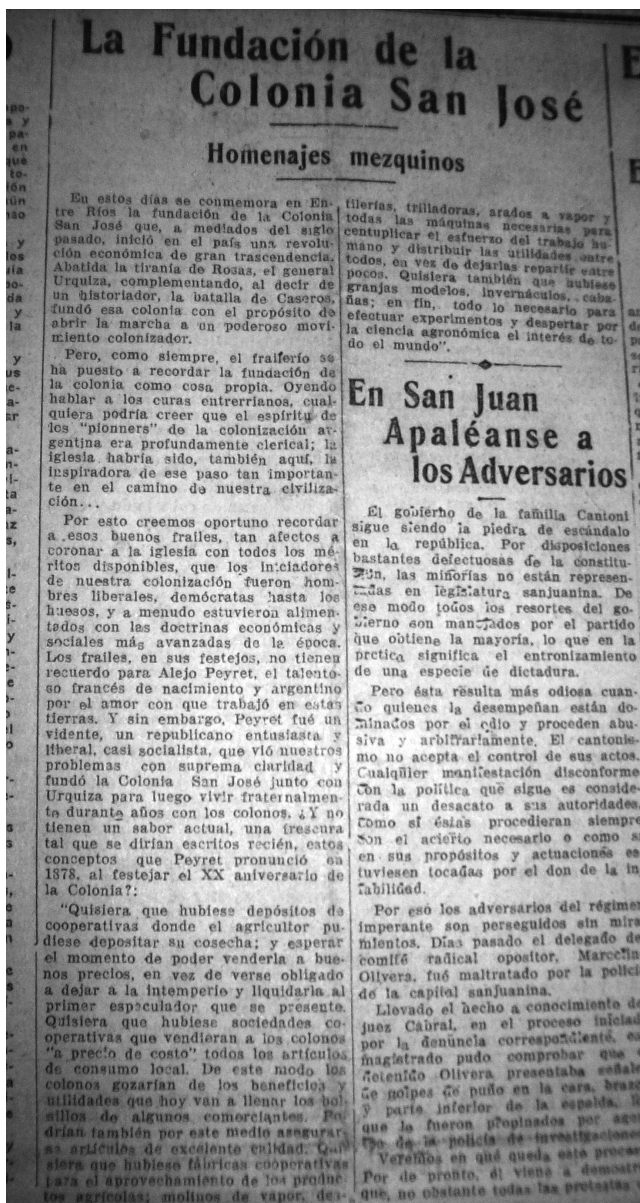 La Fundación de la
Colonia San José
Homenajes mezquinos
En estos días se conmemora en En-
tre Ríos la fundación de la Colonia
San José que, a mediados del siglo
pasado, inició en el país una revolu-
ción económica de gran trascendencia.
Abatida la tiranía de Rosas, el general
Urquiza, complementando, al decir de
un historiador, la batalla de Caseros,
fundó esa colonia con el propósito de
abrir la marcha a un poderoso movi-
miento colonizador.
Pero, como siempre, el fraiferío se
ha puesto a recordar la fundación de
la colonia como cosa propia. Oyendo
hablar a los curas entrerrianos, cual-
quiera podría creer que el espíritu de
los "pionners" de la colonización ar-
gentina era profundamente clerical; la
iglesia habría sido, también aquí, la
inspiradora de ese paso tan importan-
te en el camino de nuestra civiliza-
ción...
Por esto creemos oportuno recordar
a esos buenos frailes, tan afectos a
coronar a la iglesia con todos los mé-
ritos disponibles, que los iniciadores
de nuestra colonización fueron hom-
bres liberales, demócratas hasta los
huesos, y a menudo estuvieron alimen-
tados con las doctrinas económicas y
sociales más avanzadas de la época.
Los frailes, en sus festejos, no tienen
recuerdo para Alejo Peyret, el talento-
so francés de nacimiento y argentino
por el amor con que trabajó en estas
tierras. Y sin embargo, Peyret fué un
vidente, un republicano entusiasta y
liberal, casi socialista, que vió nuestros
problemas con suprema claridad y
fundó la Colonia San José junto con
Urquiza para luego vivir fraternalmen-
te durante años con los colonos. ¿Y no
tienen un sabor actual, una frescura
tal que se dirían escritos recién, estos
conceptos que Peyret pronunció en
1878, al festejar el XX aniversario de
la Colonia?:
"Quisiera que hubiese depósitos de
cooperativas donde el agricultor pu-
diese depositar su cosecha; y esperar
el momento de poder venderla a bue-
nos precios, en vez de verse obligado
a dejar a la intemperie y liquidarla al
primer especulador que se presente.
Quisiera que hubiese sociedades co-
operativas que vendieran a los colonos
"a precio de costo" todos los artículos
de consumo local. De este modo los
colonos gozarían de los beneficios y
utilidades que hoy van a llenar los bol-
sillos de algunos comerciantes. Po-
drían también por este medio asegurar-
se artículos de excelente calidad. Qui-
siera que hubiese fábricas cooperativas
para el aprovechamiento de los produc-
tos agrícolas; molinos de vapor, des-
tilerías, trilladoras, arados a vapor y
todas las máquinas necesarias para
centuplicar el esfuerzo del trabajo hu-
mano y distribuir las utilidades entre
todos, en vez de dejarlas repartir entre
pocos. Quisiera también que hubiese
granjas modelos, invernáculos, caba-
ñas; en fin, todo lo necesario para
efectuar experimentos y despertar por
la ciencia agronómica el interés de to-
do el mundo".
En San Juan
Apaléanse a
los Adversarios
El gobierno de la familia Cantoni
sigue siendo la piedra de escándalo
en la república. Por disposiciones
bastantes defectuosas de la constitu-
ción, las minorías no están represen-
tadas en legislatura sanjuanina. De
ese modo todos los resortes del go-
bierno son manejados por el partido
que obtiene la mayoría, lo que en la
prctica significa el entronizamiento
de una especie de dictadura.
Pero ésta resulta más odiosa cuan-
do quienes la desempeñan están do-
minados por el odio y proceden abu-
siva y arbitrariamente. El cantonis-
mo no acepta el control de sus actos.
Cualquier manifestación disconforme
con la política que sigue es conside-
rada un desacato a sus autoridades,
como si éstas procedieran siempre
con el acierto necesario o como si
en sus propósitos y actuaciones es-
tuviesen tocadas por el don de la in-
fabilidad.
Por eso los adversarios del régimen
imperante son perseguidos sin mira-
mientos. Días pasado el delegado del
comité radical opositor, Marcelin
Olivera, fué maltratado por la policí
de la capital sanjuanina.
Llevado el hecho a conocimiento de
juez Cabral, en el proceso iniciad
por la denúncia correspondiente, es
magistrado pudo comprobar que
detenido Olivera presentaba señale
de golpes de puño en la cara, brazo
y parte inferior de la espalda,
que le fueron propinados por age
de la policía de investigacione
Veremos en qué queda este proces
Por de pronto, él viene a demostr
que, no obstante todas las protestas